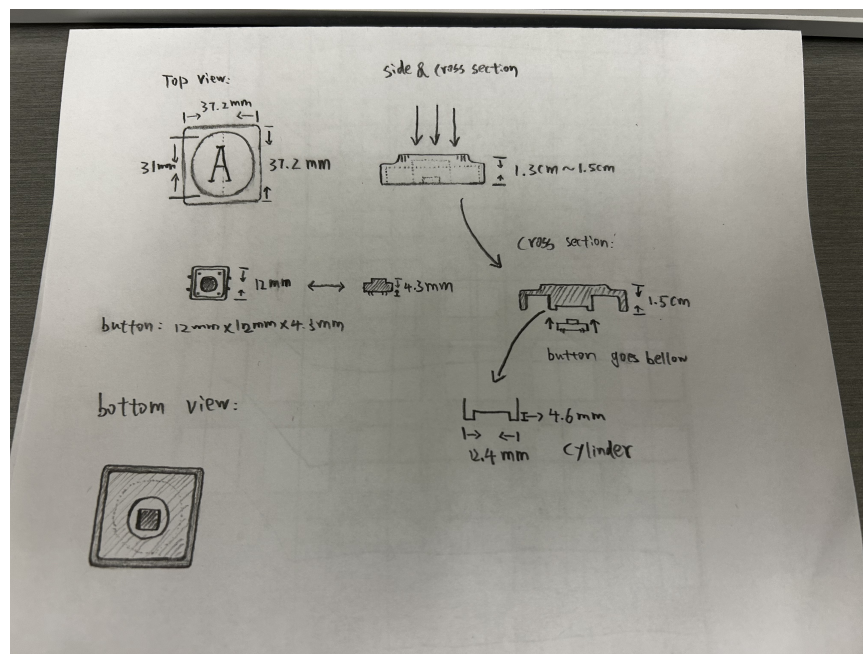 Top view:
37.2mm
31mm
A
37.2 mm
side & cross section
1.3cm~1.5cm
cross section:
1.5cm
button goes bellow
12mm
4.3mm
button: 12mm×12mm×4.3mm
4.6mm
12.4 mm
cylinder
bottom view: